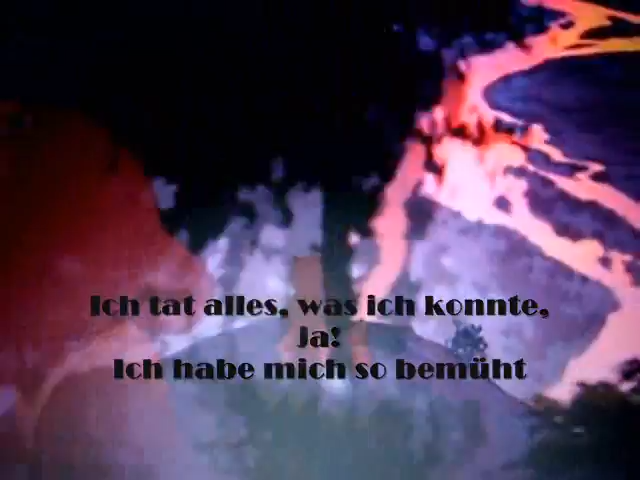 Ich tat alles, was ich konnte,
Ja!
Ich habe mich so bemüht